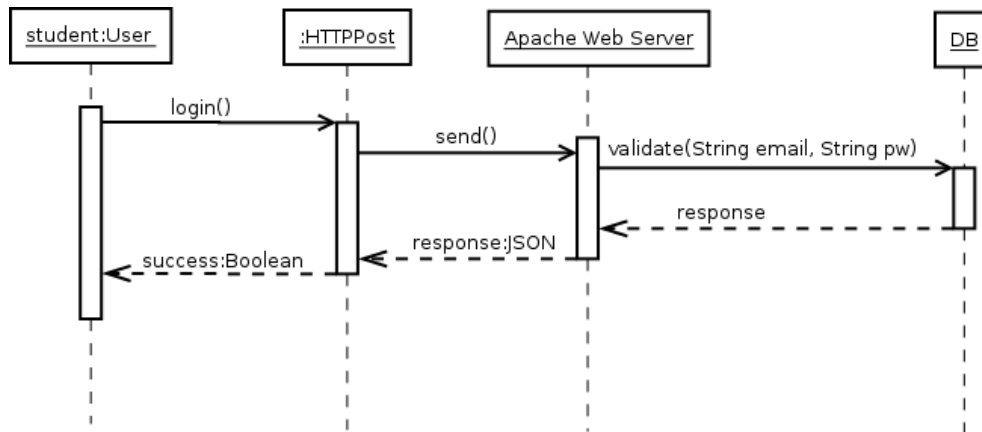 student:User
:HTTPPost
Apache Web Server
DB
login()
send()
validate(String email, String pw)
response
response:JSON
success:Boolean